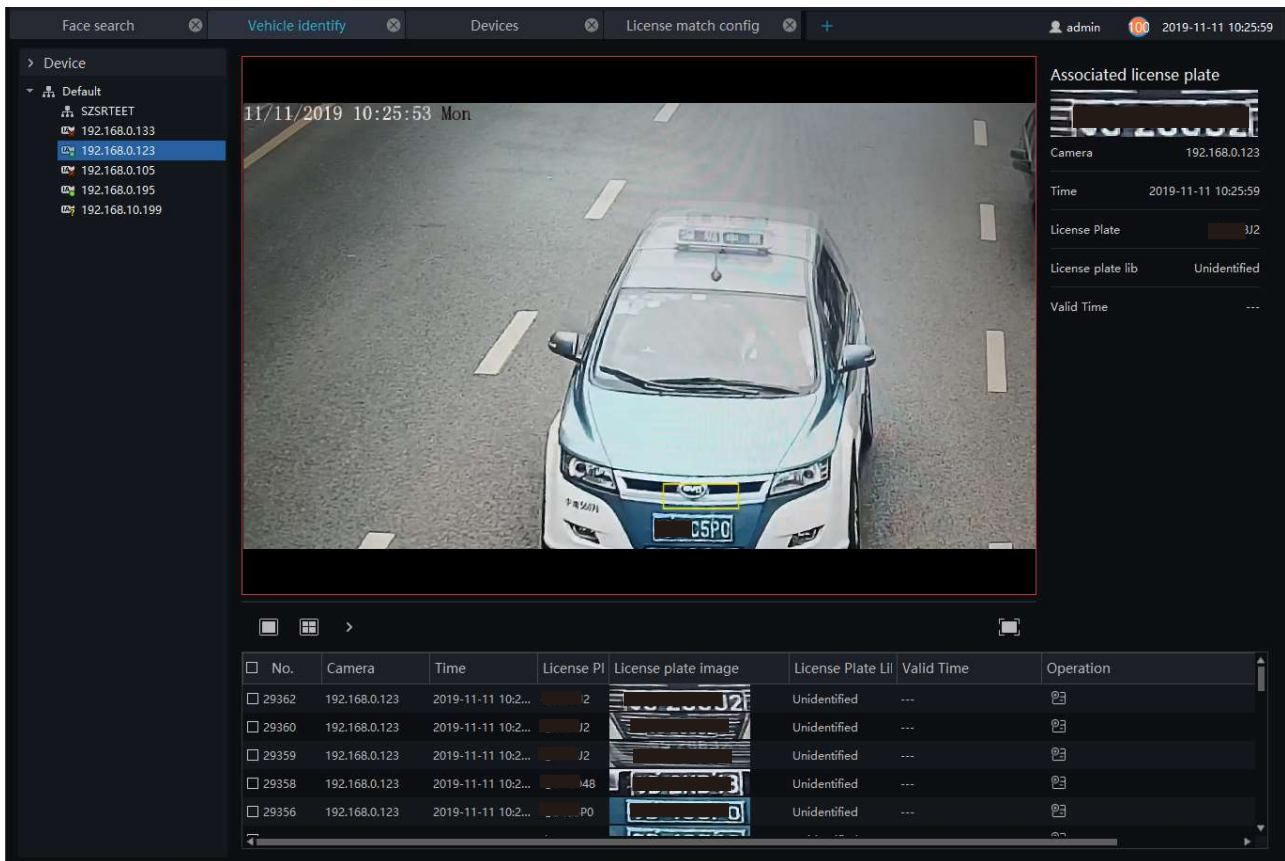 Face search
Vehicle identify
Devices
License match config
admin
100
2019-11-11 10:25:59
Device
Default
SZSRTEET
192.168.0.133
192.168.0.123
192.168.0.105
192.168.0.195
192.168.10.199
11/11/2019 10:25:53 Mon
BYD
C5P0
Associated license plate
Camera 192.168.0.123
Time 2019-11-11 10:25:59
License Plate J2
License plate lib Unidentified
Valid Time ---
No. Camera Time License Pl License plate image License Plate Lil Valid Time Operation
29362 192.168.0.123 2019-11-11 10:2... J2 J2 Unidentified ---
29360 192.168.0.123 2019-11-11 10:2... J2 Unidentified ---
29359 192.168.0.123 2019-11-11 10:2... J2 Unidentified ---
29358 192.168.0.123 2019-11-11 10:2... 48 Unidentified ---
29356 192.168.0.123 2019-11-11 10:2... P0 Unidentified ---